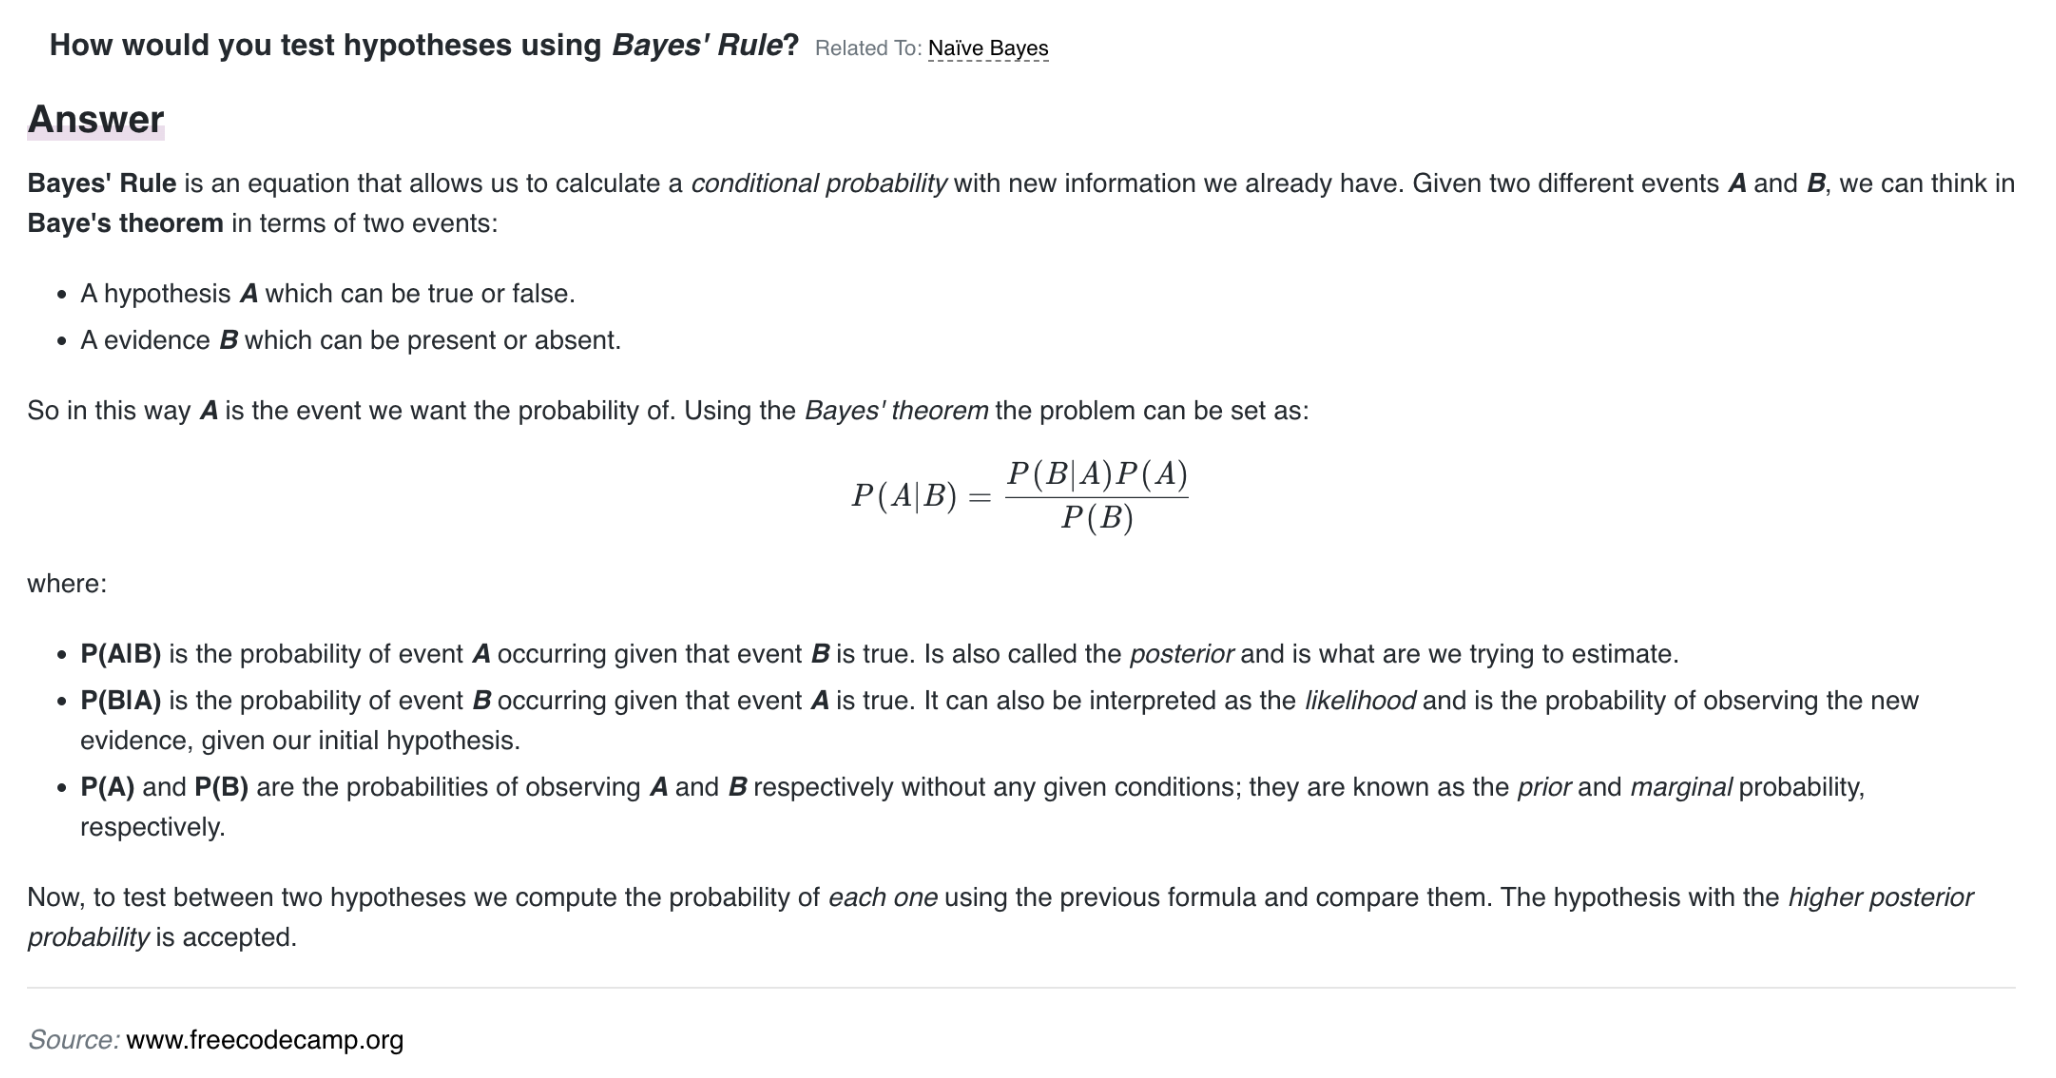 How would you test hypotheses using Bayes' Rule? Related To: Naïve Bayes
Answer
Bayes' Rule is an equation that allows us to calculate a conditional probability with new information we already have. Given two different events A and B, we can think in
Baye's theorem in terms of two events:
• A hypothesis A which can be true or false.
• A evidence B which can be present or absent.
So in this way A is the event we want the probability of. Using the Bayes' theorem the problem can be set as:
P(A|B) = P(B|A)P(A) / P(B)
where:
• P(A|B) is the probability of event A occurring given that event B is true. Is also called the posterior and is what are we trying to estimate.
• P(B|A) is the probability of event B occurring given that event A is true. It can also be interpreted as the likelihood and is the probability of observing the new
evidence, given our initial hypothesis.
• P(A) and P(B) are the probabilities of observing A and B respectively without any given conditions; they are known as the prior and marginal probability,
respectively.
Now, to test between two hypotheses we compute the probability of each one using the previous formula and compare them. The hypothesis with the higher posterior
probability is accepted.
Source: www.freecodecamp.org